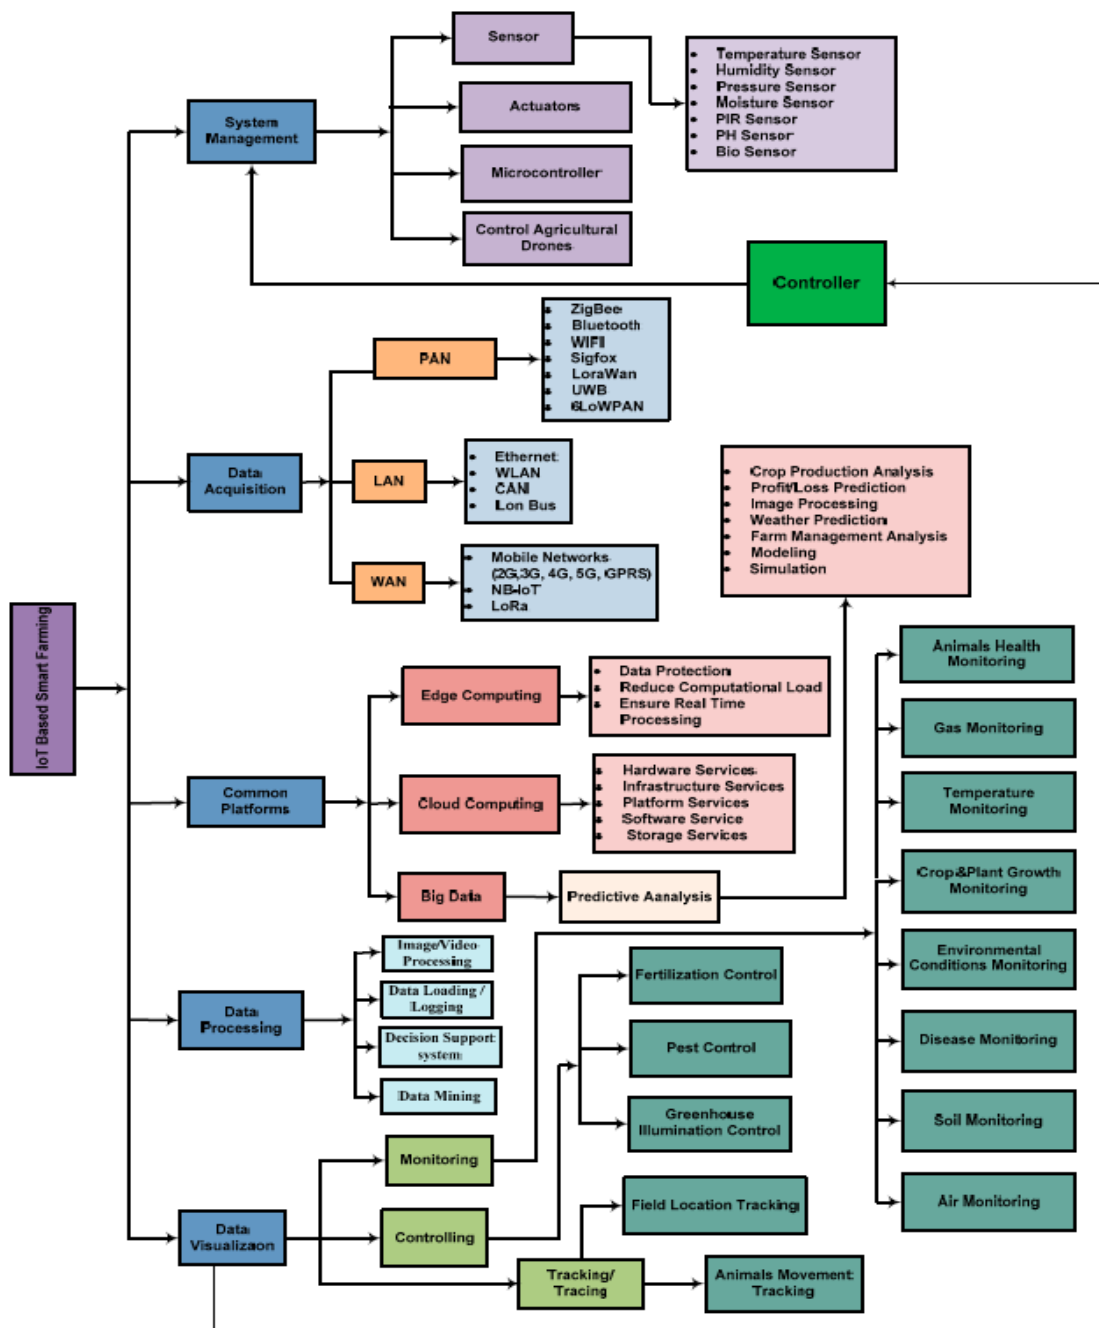 Sensor
• Temperature Sensor
• Humidity Sensor
• Pressure Sensor
• Moisture Sensor
• PIR Sensor
• PH Sensor
• Bio Sensor
System
Management
Actuators
Microcontroller
Control Agricultural
Drones
Controller
PAN
• ZigBee
• Bluetooth
• WIFI
• Sigfox
• LoraWan
• UWB
• 6LoWPAN
Data
Acquisition
LAN
• Ethernet
• WLAN
• CAN
• Lon Bus
WAN
• Mobile Networks
(2G,3G, 4G, 5G, GPRS)
• NB-IoT
• LoRa
• Crop Production Analysis
• Profit/Loss Prediction
• Image Processing
• Weather Prediction
• Farm Management Analysis
• Modeling
• Simulation
IoT Based Smart Farming
Common
Platforms
Edge Computing
• Data Protection
• Reduce Computational Load
• Ensure Real Time
Processing
Cloud Computing
• Hardware Services
• Infrastructure Services
• Platform Services
• Software Service
• Storage Services
Big Data
Predictive Aanalysis
Data
Processing
Image/Video
Processing
Data Loading /
Logging
Decision Support
system
Data Mining
Data
Visualizaon
Monitoring
Controlling
Tracking/
Tracing
Fertilization Control
Pest Control
Greenhouse
Illumination Control
Field Location Tracking
Animals Movement
Tracking
Animals Health
Monitoring
Gas Monitoring
Temperature
Monitoring
Crop&Plant Growth
Monitoring
Environmental
Conditions Monitoring
Disease Monitoring
Soil Monitoring
Air Monitoring